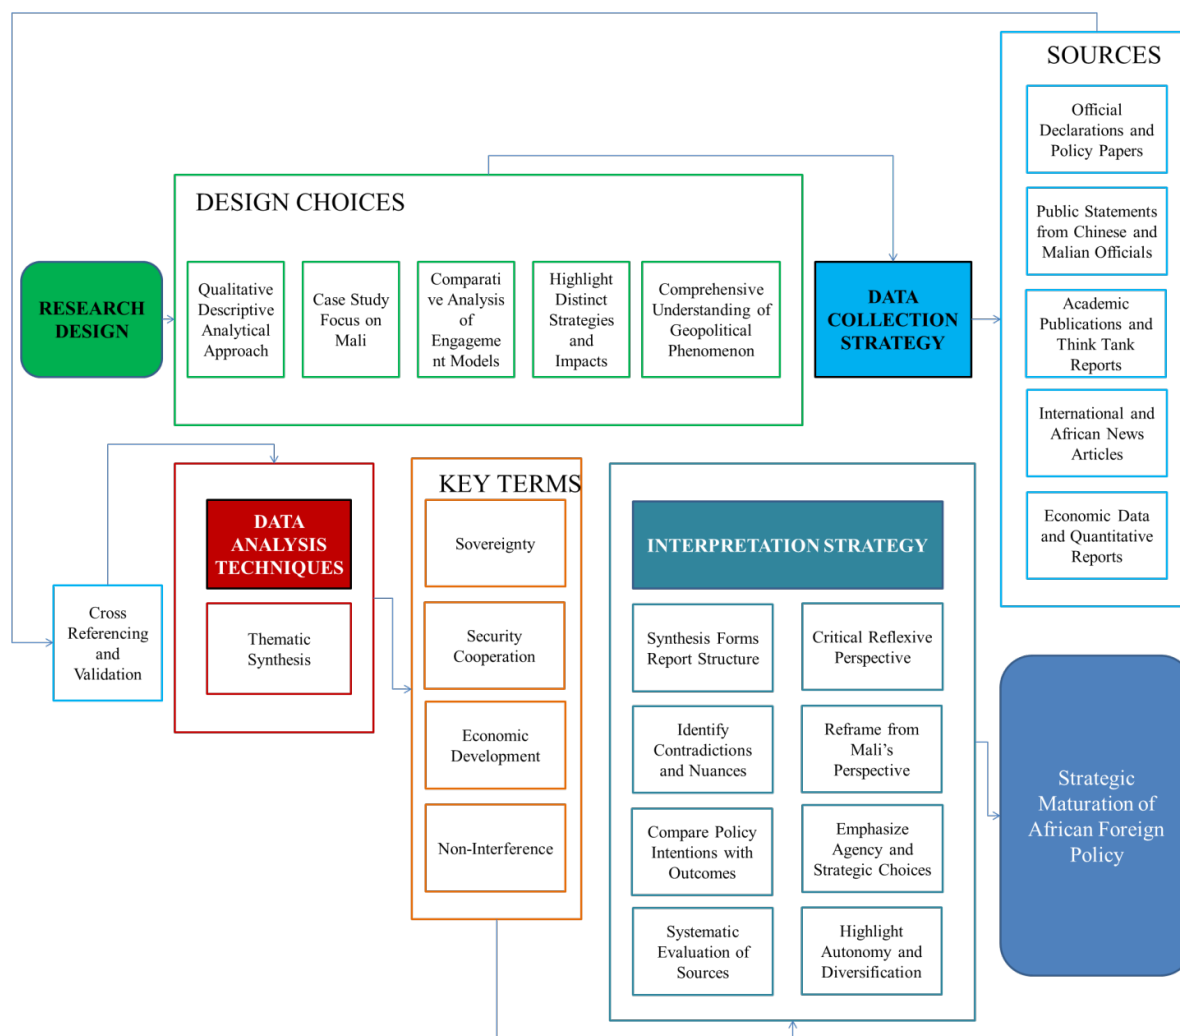 RESEARCH
DESIGN
DESIGN CHOICES
Qualitative
Descriptive
Analytical
Approach
Case Study
Focus on
Mali
Comparati
ve Analysis
of
Engageme
nt Models
Highlight
Distinct
Strategies
and
Impacts
Comprehensive
Understanding of
Geopolitical
Phenomenon
DATA
COLLECTION
STRATEGY
SOURCES
Official
Declarations and
Policy Papers
Public Statements
from Chinese and
Malian Officials
Academic
Publications and
Think Tank
Reports
International and
African News
Articles
Economic Data
and Quantitative
Reports
Cross
Referencing
and
Validation
DATA
ANALYSIS
TECHNIQUES
Thematic
Synthesis
KEY TERMS
Sovereignty
Security
Cooperation
Economic
Development
Non-Interference
INTERPRETATION STRATEGY
Synthesis Forms
Report Structure
Critical Reflexive
Perspective
Identify
Contradictions
and Nuances
Reframe from
Mali’s
Perspective
Compare Policy
Intentions with
Outcomes
Emphasize
Agency and
Strategic Choices
Systematic
Evaluation of
Sources
Highlight
Autonomy and
Diversification
Strategic
Maturation of
African Foreign
Policy